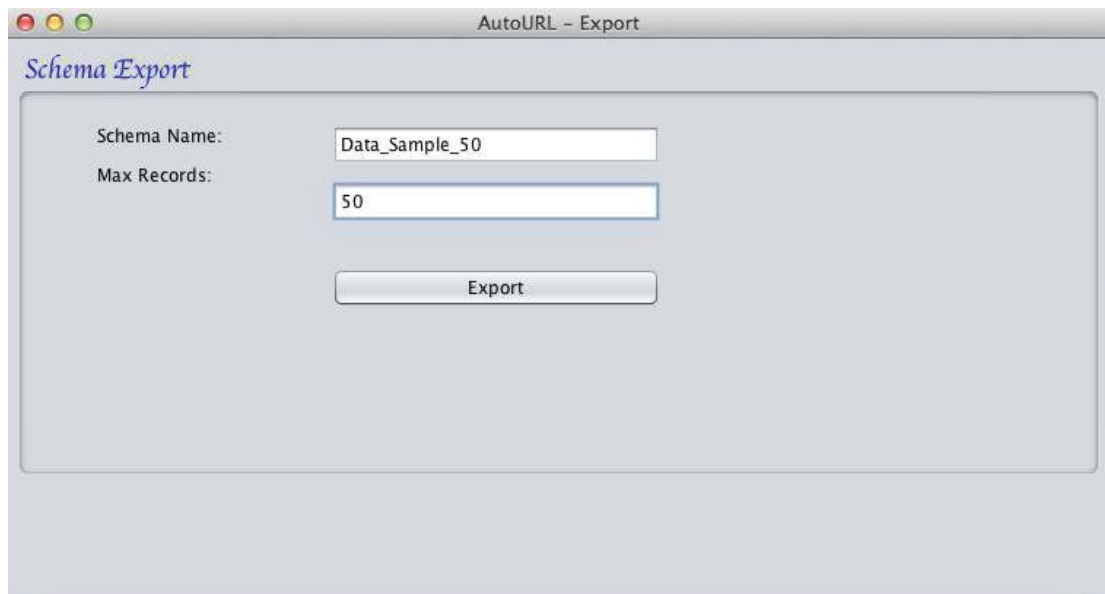 AutoURL – Export
Schema Export
Schema Name:
Data_Sample_50
Max Records:
50
Export